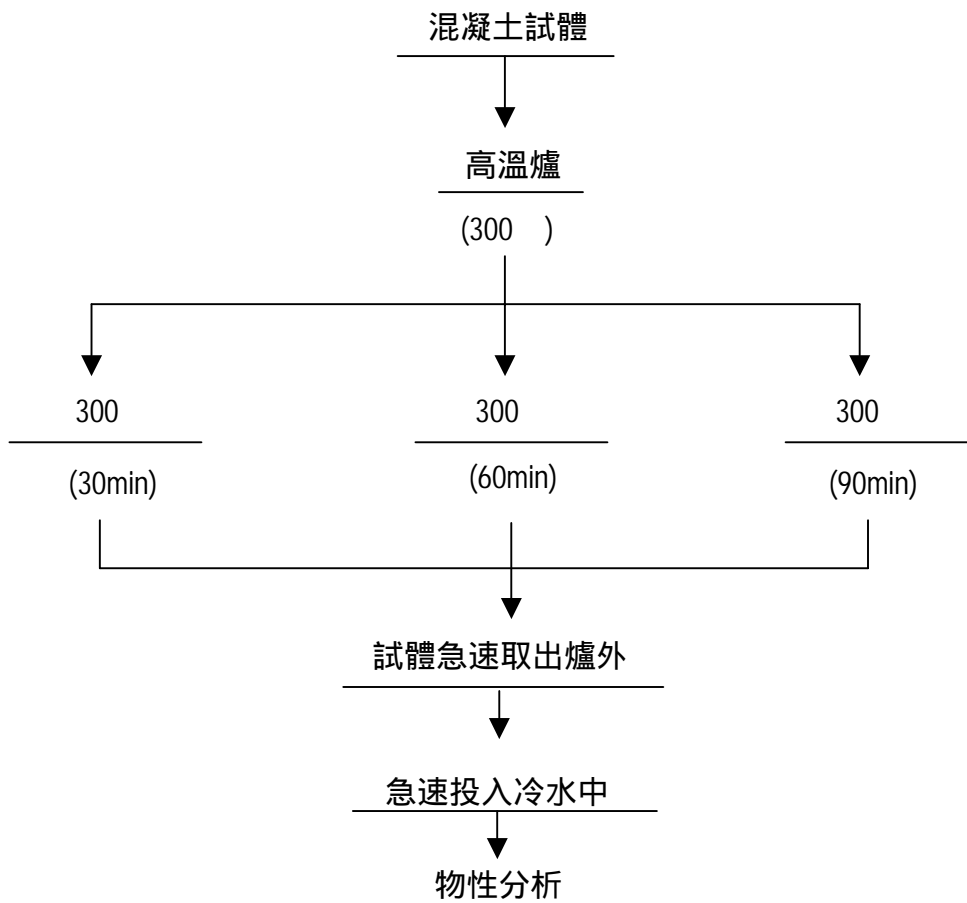 混凝土試體
高溫爐
(300 )
300
300
300
(30min)
(60min)
(90min)
試體急速取出爐外
急速投入冷水中
物性分析